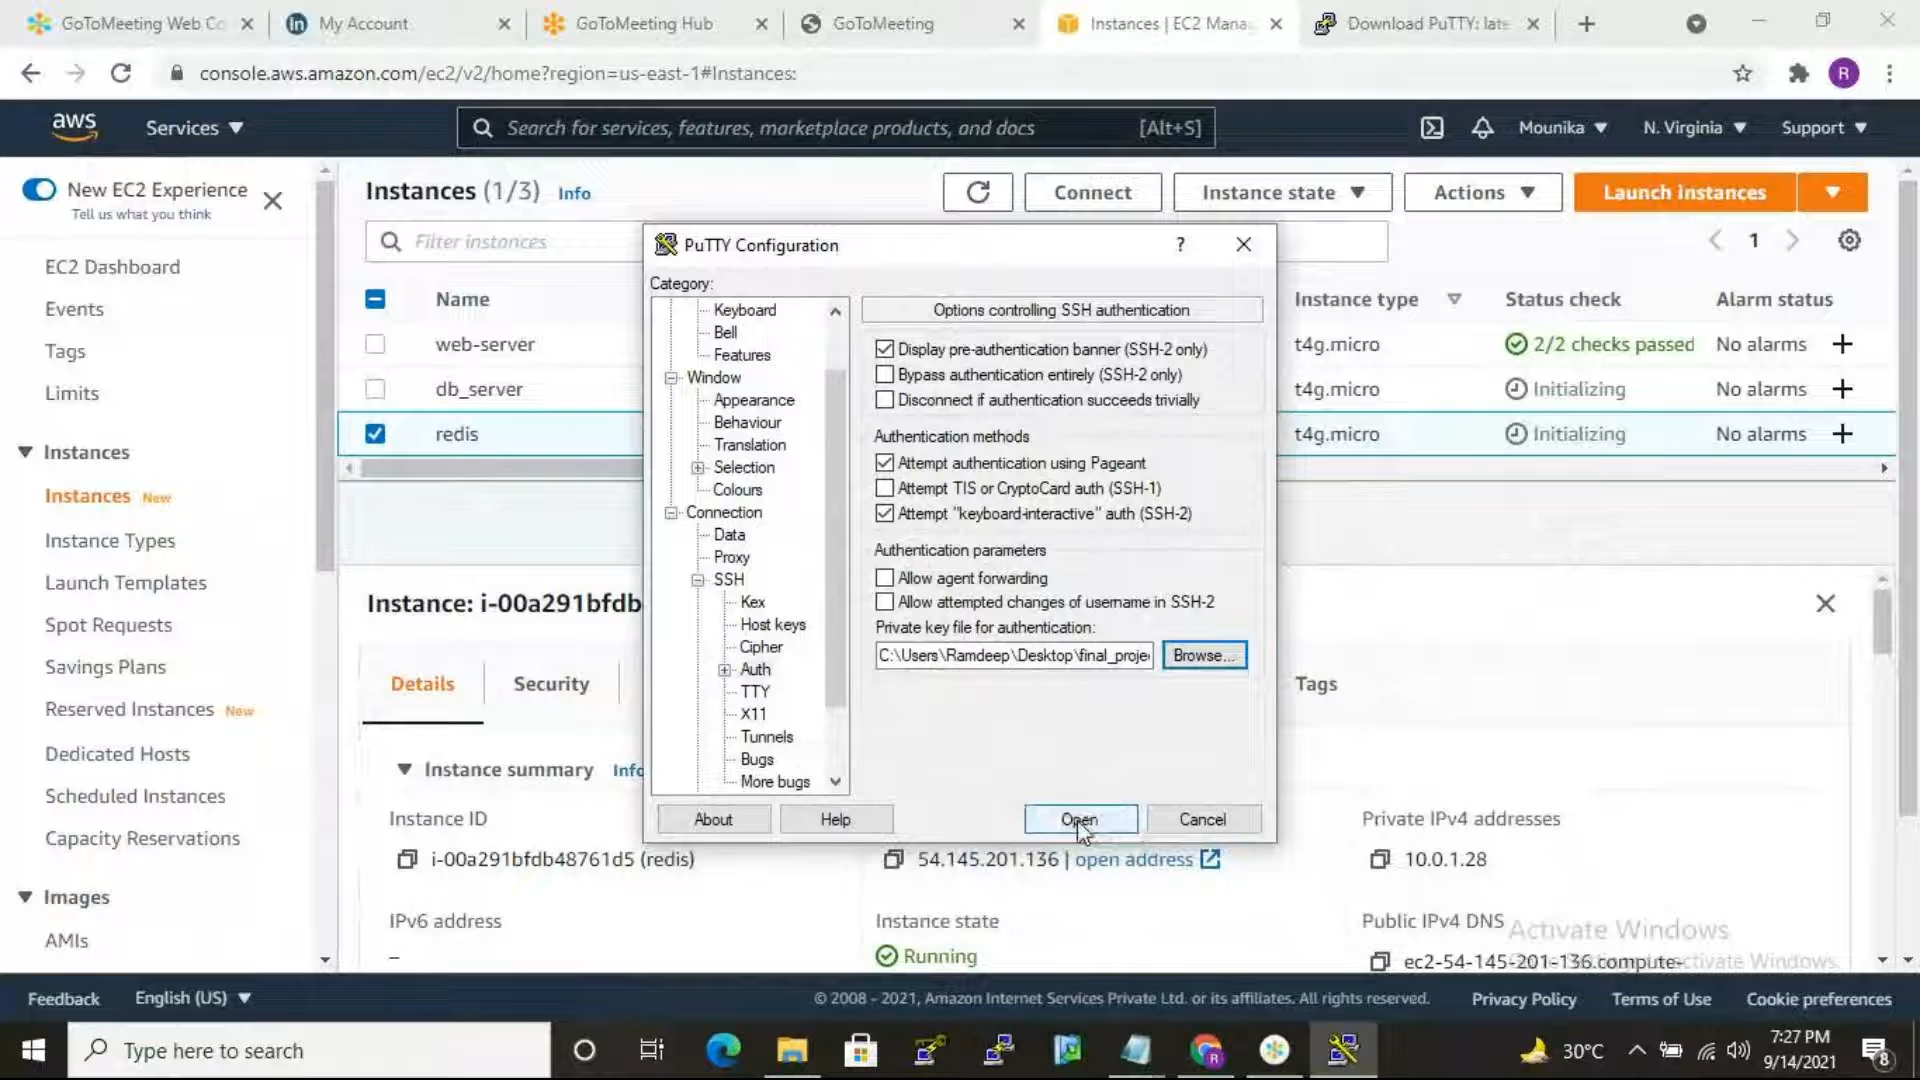 GoToMeeting Web Co
My Account
GoToMeeting Hub
GoToMeeting
Instances | EC2 Mana
Download PuTTY: late
console.aws.amazon.com/ec2/v2/home?region=us-east-1#Instances:
R
aws
Services
Search for services, features, marketplace products, and docs
[Alt+S]
Mounika
N. Virginia
Support
New EC2 Experience
Tell us what you think
EC2 Dashboard
Events
Tags
Limits
Instances
Instances New
Instance Types
Launch Templates
Spot Requests
Savings Plans
Reserved Instances New
Dedicated Hosts
Scheduled Instances
Capacity Reservations
Images
AMIs
Instances (1/3) Info
Connect
Instance state
Actions
Launch instances
Filter instances
1
Name
Instance type
Status check
Alarm status
web-server
t4g.micro
2/2 checks passed
No alarms
db_server
t4g.micro
Initializing
No alarms
redis
t4g.micro
Initializing
No alarms
PuTTY Configuration
?
Category:
Keyboard
Bell
Features
Window
Appearance
Behaviour
Translation
Selection
Colours
Connection
Data
Proxy
SSH
Kex
Host keys
Cipher
Auth
TTY
X11
Tunnels
Bugs
More bugs
Options controlling SSH authentication
Display pre-authentication banner (SSH-2 only)
Bypass authentication entirely (SSH-2 only)
Disconnect if authentication succeeds trivially
Authentication methods
Attempt authentication using Pageant
Attempt TIS or CryptoCard auth (SSH-1)
Attempt "keyboard-interactive" auth (SSH-2)
Authentication parameters
Allow agent forwarding
Allow attempted changes of username in SSH-2
Private key file for authentication:
C:\Users\Ramdeep\Desktop\final_proje
Browse...
About
Help
Open
Cancel
Instance: i-00a291bfdb
Details
Security
Tags
Instance summary Info
Instance ID
i-00a291bfdb48761d5 (redis)
54.145.201.136 | open address
Private IPv4 addresses
10.0.1.28
IPv6 address
–
Instance state
Running
Public IPv4 DNS
ec2-54-145-201-136.compute-
Activate Windows
Feedback
English (US)
© 2008 - 2021, Amazon Internet Services Private Ltd. or its affiliates. All rights reserved.
Privacy Policy
Terms of Use
Cookie preferences
Type here to search
30°C
7:27 PM
9/14/2021
8